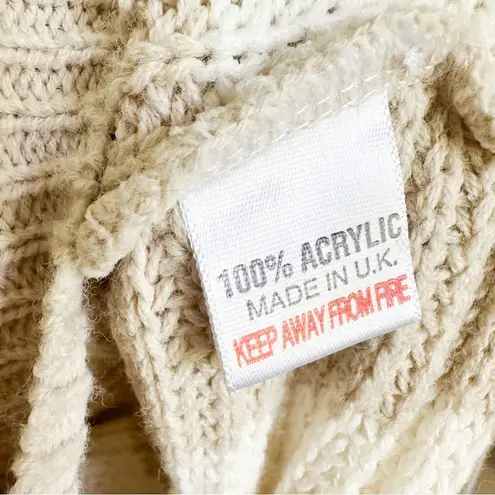 100% ACRYLIC
MADE IN U.K.
KEEP AWAY FROM FIRE